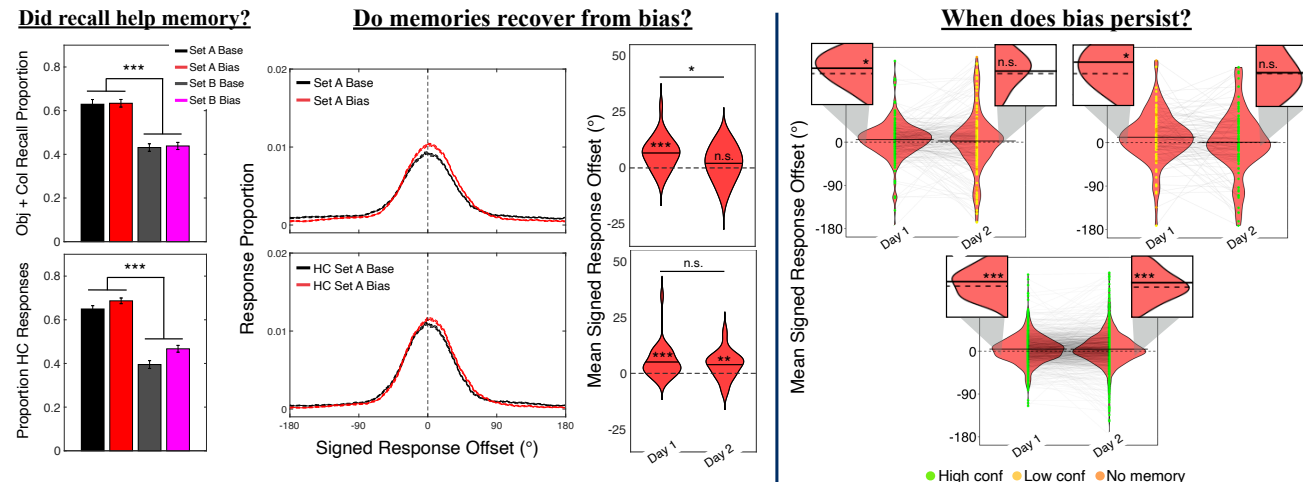 Did recall help memory?
Do memories recover from bias?
When does bias persist?
Obj + Col Recall Proportion
0.8
0.6
0.4
0.2
0
***
Set A Base
Set A Bias
Set B Base
Set B Bias
Proportion HC Responses
0.8
0.6
0.4
0.2
0
***
Response Proportion
0.02
0.01
0
Set A Base
Set A Bias
0.02
0.01
0
HC Set A Base
HC Set A Bias
-180
-90
0
90
180
Signed Response Offset (°)
Mean Signed Response Offset (°)
50
25
0
-25
*
***
n.s.
50
25
0
-25
n.s.
***
**
Day 1
Day 2
Mean Signed Response Offset (°)
*
n.s.
0
-90
-180
Day 1
Day 2
*
n.s.
0
-90
-180
Day 1
Day 2
***
***
0
-90
-180
Day 1
Day 2
High conf
Low conf
No memory